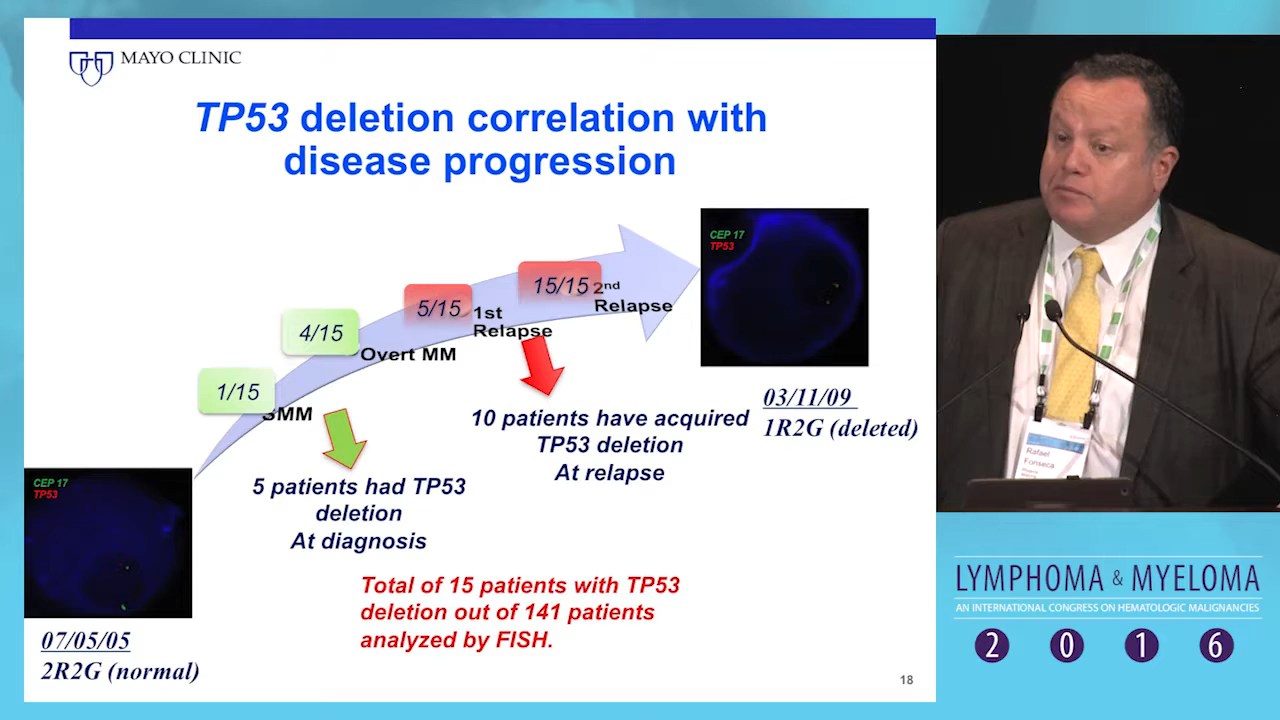 MAYO CLINIC
TP53 deletion correlation with
disease progression
CEP 17
TP53
15/15
2nd
Relapse
5/15
1st
Relapse
4/15
Overt MM
1/15
SMM
03/11/09
1R2G (deleted)
10 patients have acquired
TP53 deletion
At relapse
CEP 17
TP53
5 patients had TP53
deletion
At diagnosis
Total of 15 patients with TP53
deletion out of 141 patients
analyzed by FISH.
07/05/05
2R2G (normal)
18
Rafael
Fonseca
LYMPHOMA & MYELOMA
AN INTERNATIONAL CONGRESS ON HEMATOLOGIC MALIGNANCIES
2 0 1 6